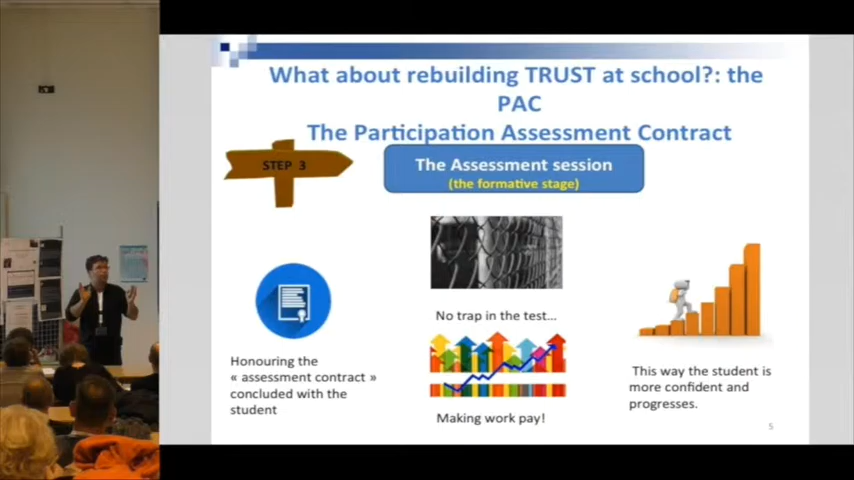 What about rebuilding TRUST at school?: the
PAC
The Participation Assessment Contract
STEP 3
The Assessment session
(the formative stage)
No trap in the test…
Honouring the
« assessment contract »
concluded with the
student
Making work pay!
This way the student is
more confident and
progresses.
5